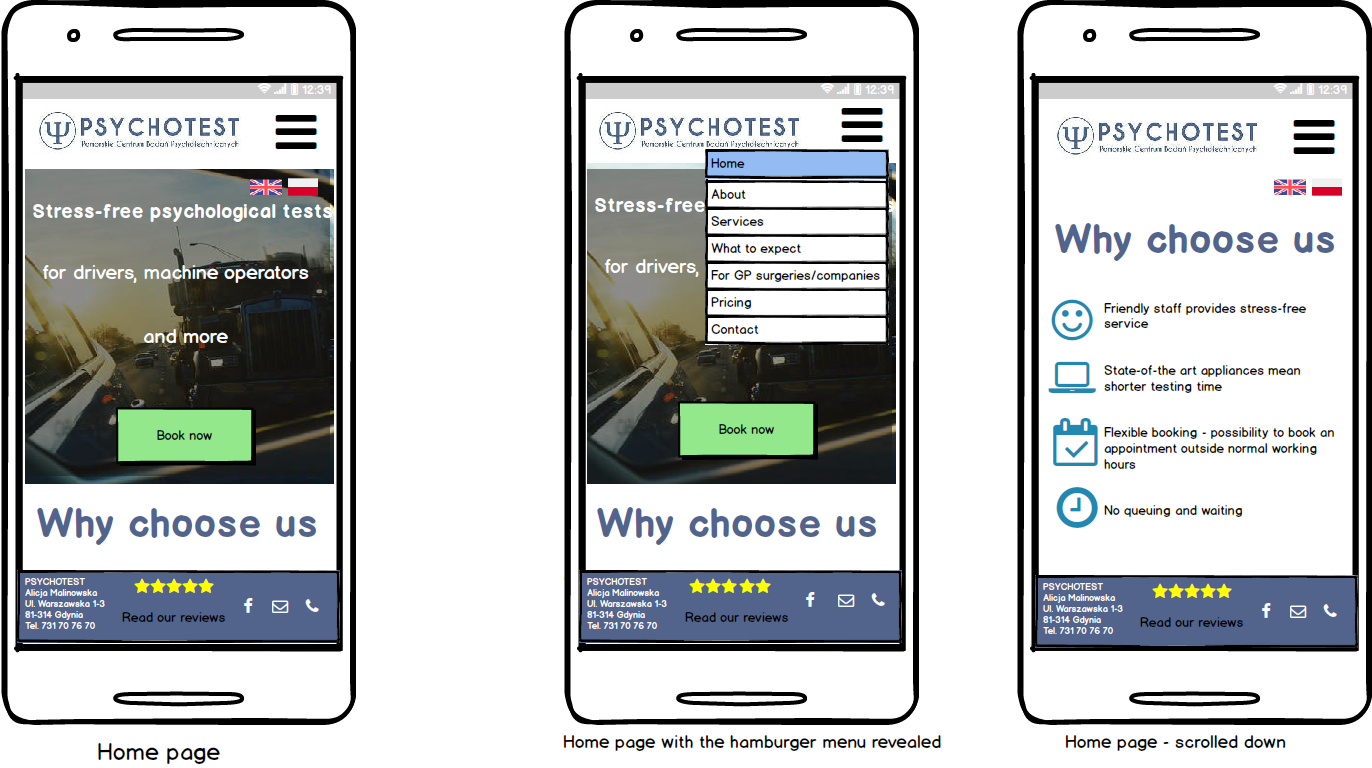 12:39
Ψ PSYCHOTEST
Pomorskie Centrum Badań Psychotechnicznych
Stress-free psychological tests
for drivers, machine operators
and more
Book now
Why choose us
PSYCHOTEST
Alicja Malinowska
Ul. Warszawska 1-3
81-314 Gdynia
Tel. 731 70 76 70
Read our reviews
Home page
12:39
Ψ PSYCHOTEST
Pomorskie Centrum Badań Psychotechnicznych
Home
About
Services
What to expect
For GP surgeries/companies
Pricing
Contact
Stress-free
for drivers,
Book now
Why choose us
PSYCHOTEST
Alicja Malinowska
Ul. Warszawska 1-3
81-314 Gdynia
Tel. 731 70 76 70
Read our reviews
Home page with the hamburger menu revealed
12:39
Ψ PSYCHOTEST
Pomorskie Centrum Badań Psychotechnicznych
Why choose us
Friendly staff provides stress-free
service
State-of-the art appliances mean
shorter testing time
Flexible booking - possibility to book an
appointment outside normal working
hours
No queuing and waiting
PSYCHOTEST
Alicja Malinowska
Ul. Warszawska 1-3
81-314 Gdynia
Tel. 731 70 76 70
Read our reviews
Home page - scrolled down